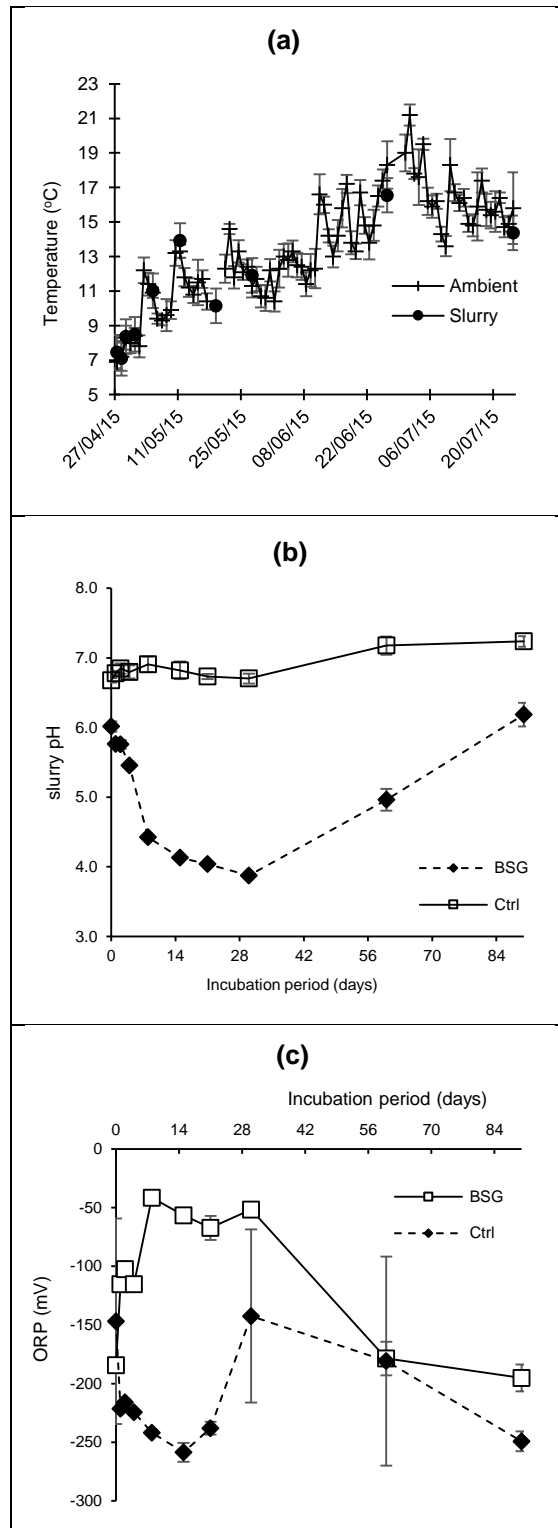 (a)
23
21
19
17
15
13
11
9
7
5
Temperature (ºC)
Ambient
Slurry
27/04/15
11/05/15
25/05/15
08/06/15
22/06/15
06/07/15
20/07/15
(b)
8.0
7.0
6.0
5.0
4.0
3.0
slurry pH
BSG
Ctrl
0 14 28 42 56 70 84
Incubation period (days)
(c)
Incubation period (days)
0 14 28 42 56 70 84
0
-50
-100
-150
-200
-250
-300
ORP (mV)
BSG
Ctrl